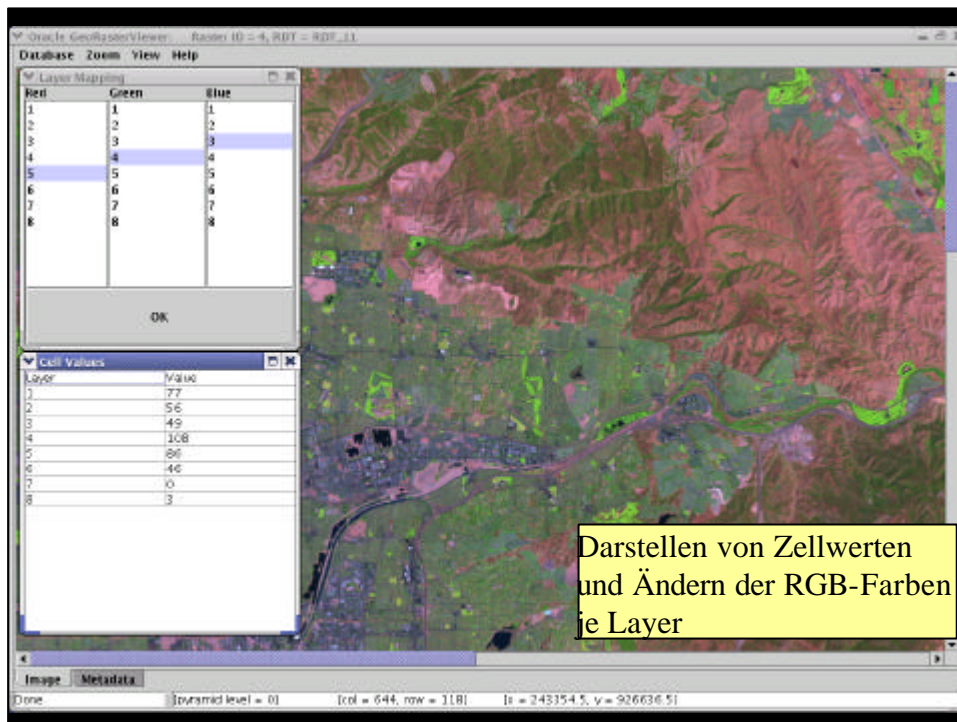 Oracle GeoRasterViewer: Raster ID = 4, RDT = RDT_11
Database Zoom View Help
Layer Mapping
Red Green Blue
1 1 1
2 2 2
3 3 3
4 4 4
5 5 5
6 6 6
7 7 7
8 8 8
OK
Cell Values
Layer Value
1 77
2 56
3 49
4 108
5 86
6 46
7 0
8 3
Darstellen von Zellwerten
und Ändern der RGB-Farben
je Layer
Image Metadata
Done [pyramid level = 0] [col = 644, row = 118] [x = 243354.5, y = 926636.5]